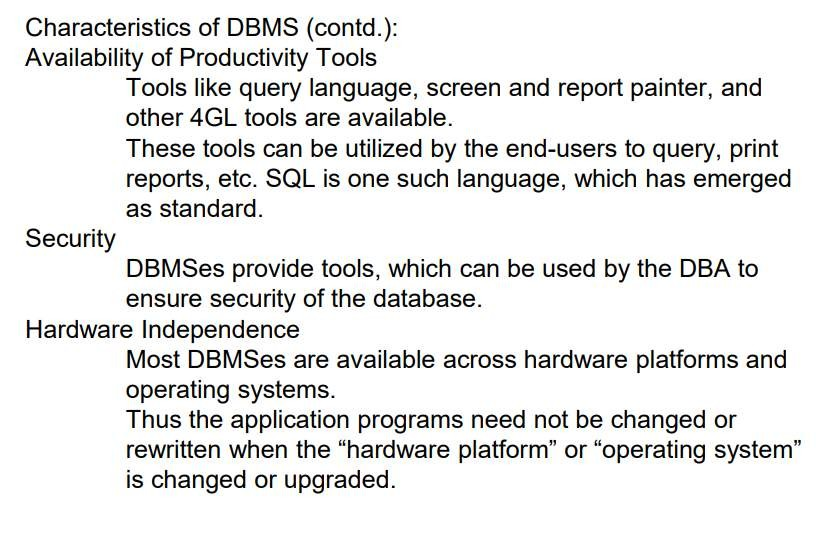 Characteristics of DBMS (contd.):
Availability of Productivity Tools
Tools like query language, screen and report painter, and
other 4GL tools are available.
These tools can be utilized by the end-users to query, print
reports, etc. SQL is one such language, which has emerged
as standard.
Security
DBMSes provide tools, which can be used by the DBA to
ensure security of the database.
Hardware Independence
Most DBMSes are available across hardware platforms and
operating systems.
Thus the application programs need not be changed or
rewritten when the “hardware platform” or “operating system”
is changed or upgraded.